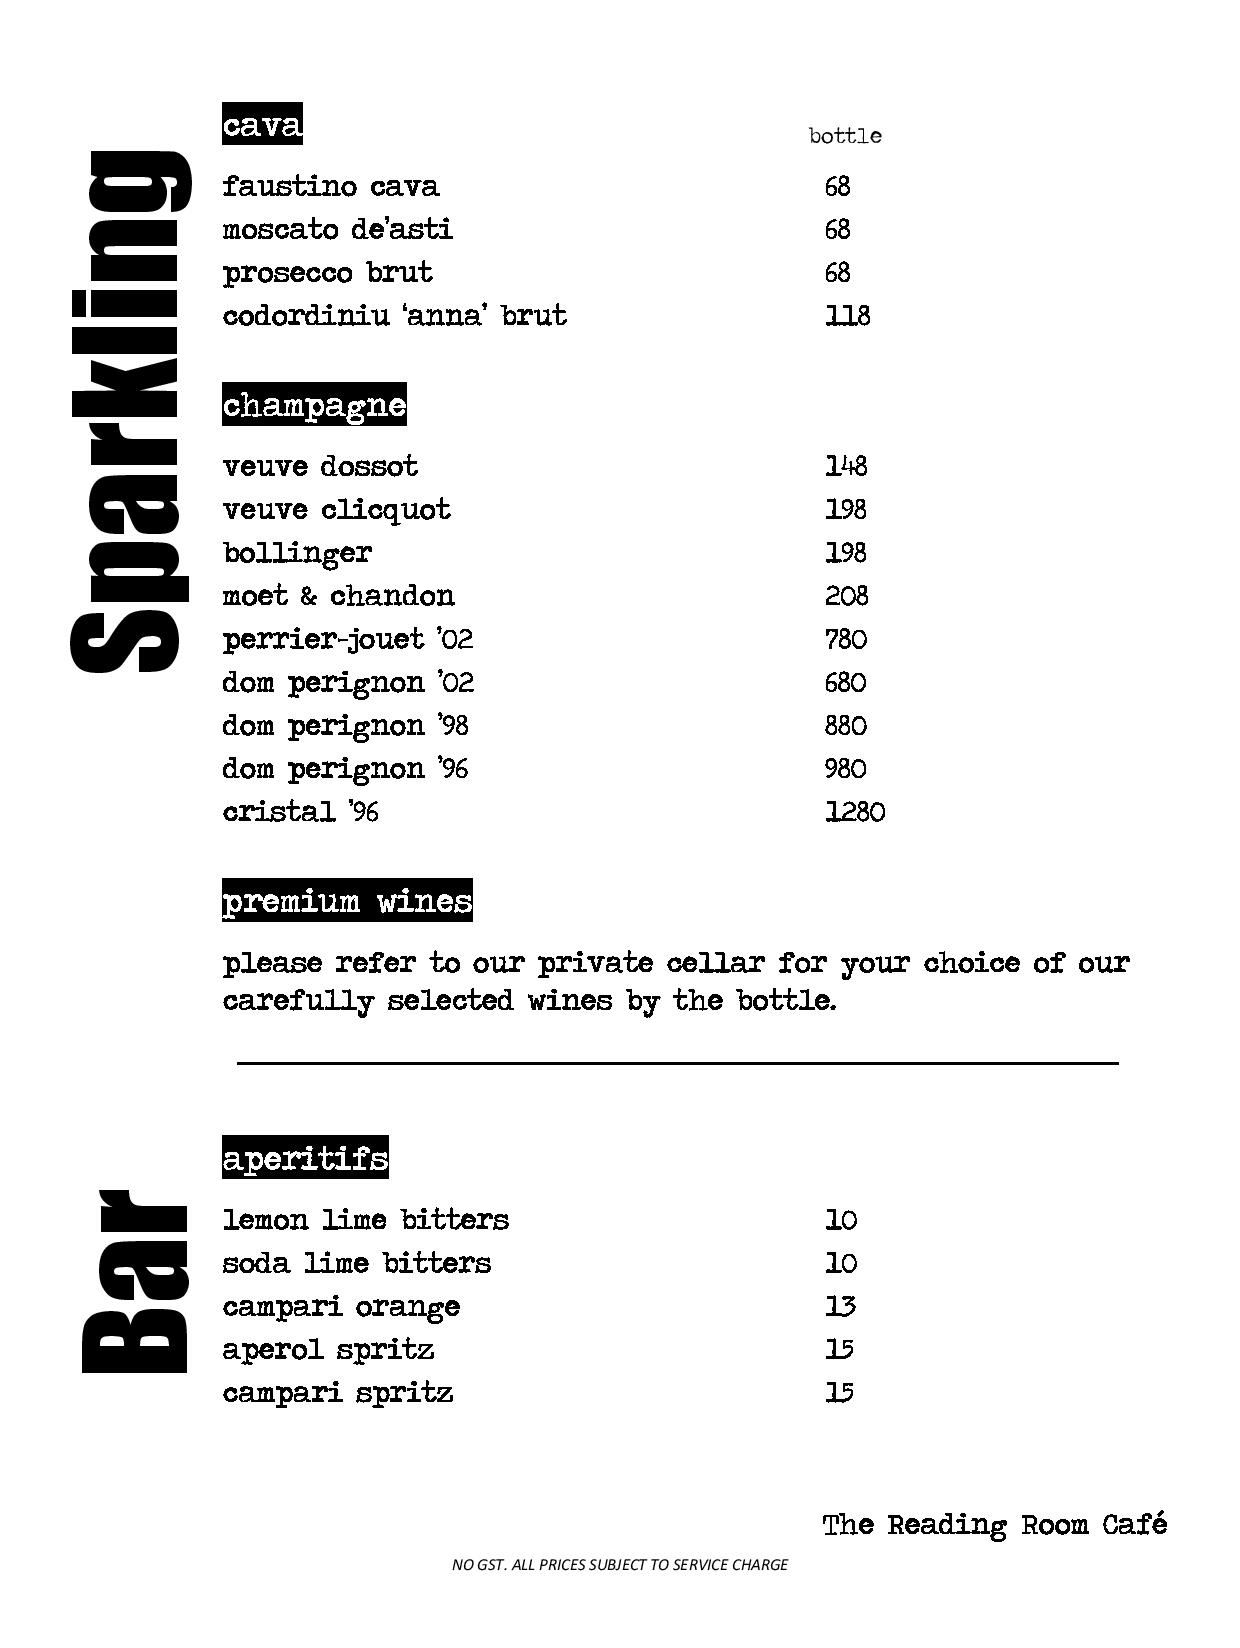 Sparkling
cava
bottle
faustino cava 68
moscato de'asti 68
prosecco brut 68
codordiniu 'anna' brut 118
champagne
veuve dossot 148
veuve clicquot 198
bollinger 198
moet & chandon 208
perrier-jouet '02 780
dom perignon '02 680
dom perignon '98 880
dom perignon '96 980
cristal '96 1280
premium wines
please refer to our private cellar for your choice of our
carefully selected wines by the bottle.
Bar
aperitifs
lemon lime bitters 10
soda lime bitters 10
campari orange 13
aperol spritz 15
campari spritz 15
The Reading Room Café
NO GST. ALL PRICES SUBJECT TO SERVICE CHARGE